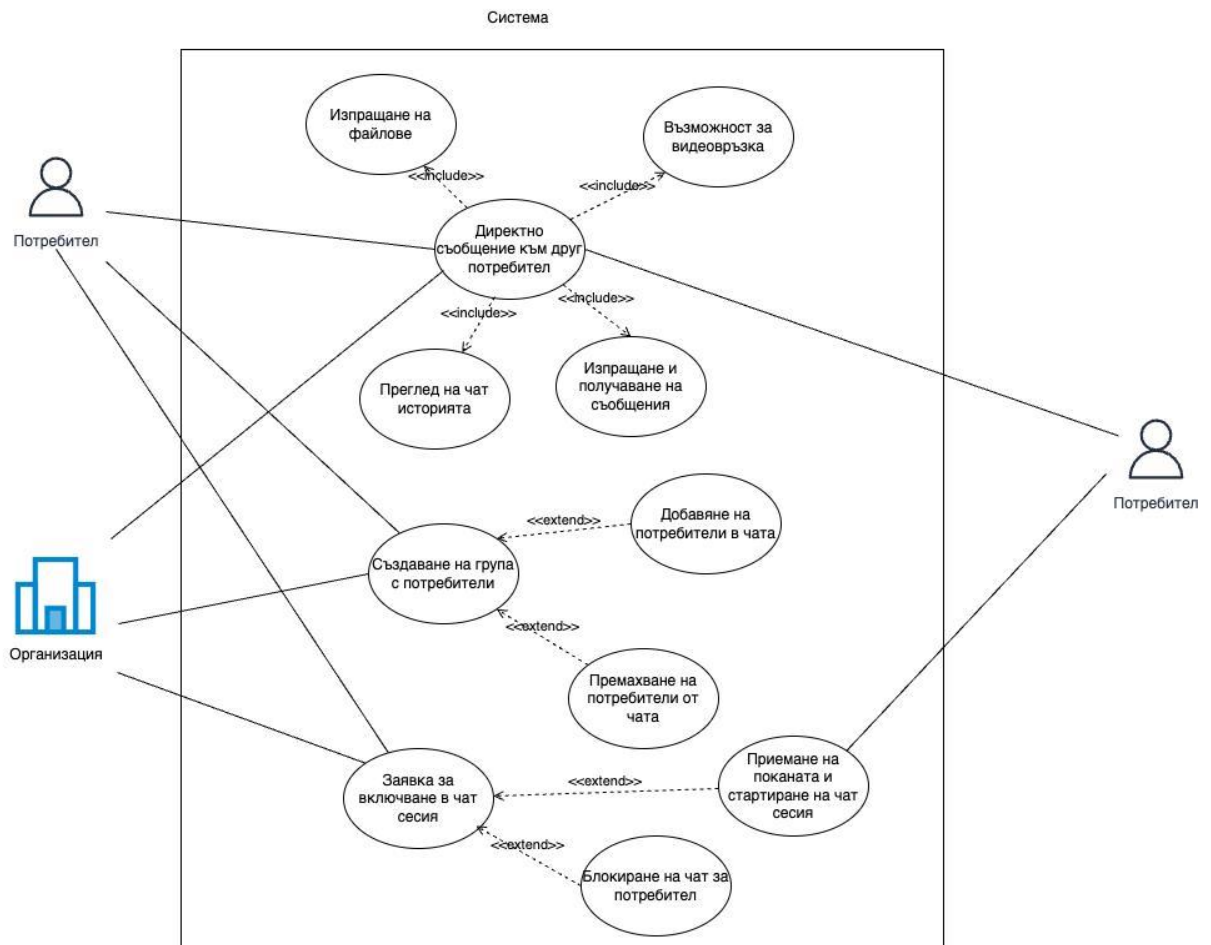 Система
Изпращане на
файлове
Възможност за
видеовръзка
<<include>>
<<include>>
Потребител
Директно
съобщение към друг
потребител
<<include>>
<<include>>
Преглед на чат
историята
Изпращане и
получаване на
съобщения
Потребител
<<extend>>
Добавяне на
потребители в чата
Създаване на група
с потребители
<<extend>>
Организация
Премахване на
потребители от
чата
Заявка за
включване в чат
сесия
<<extend>>
Приемане на
поканата и
стартиране на чат
сесия
<<extend>>
Блокиране на чат за
потребител